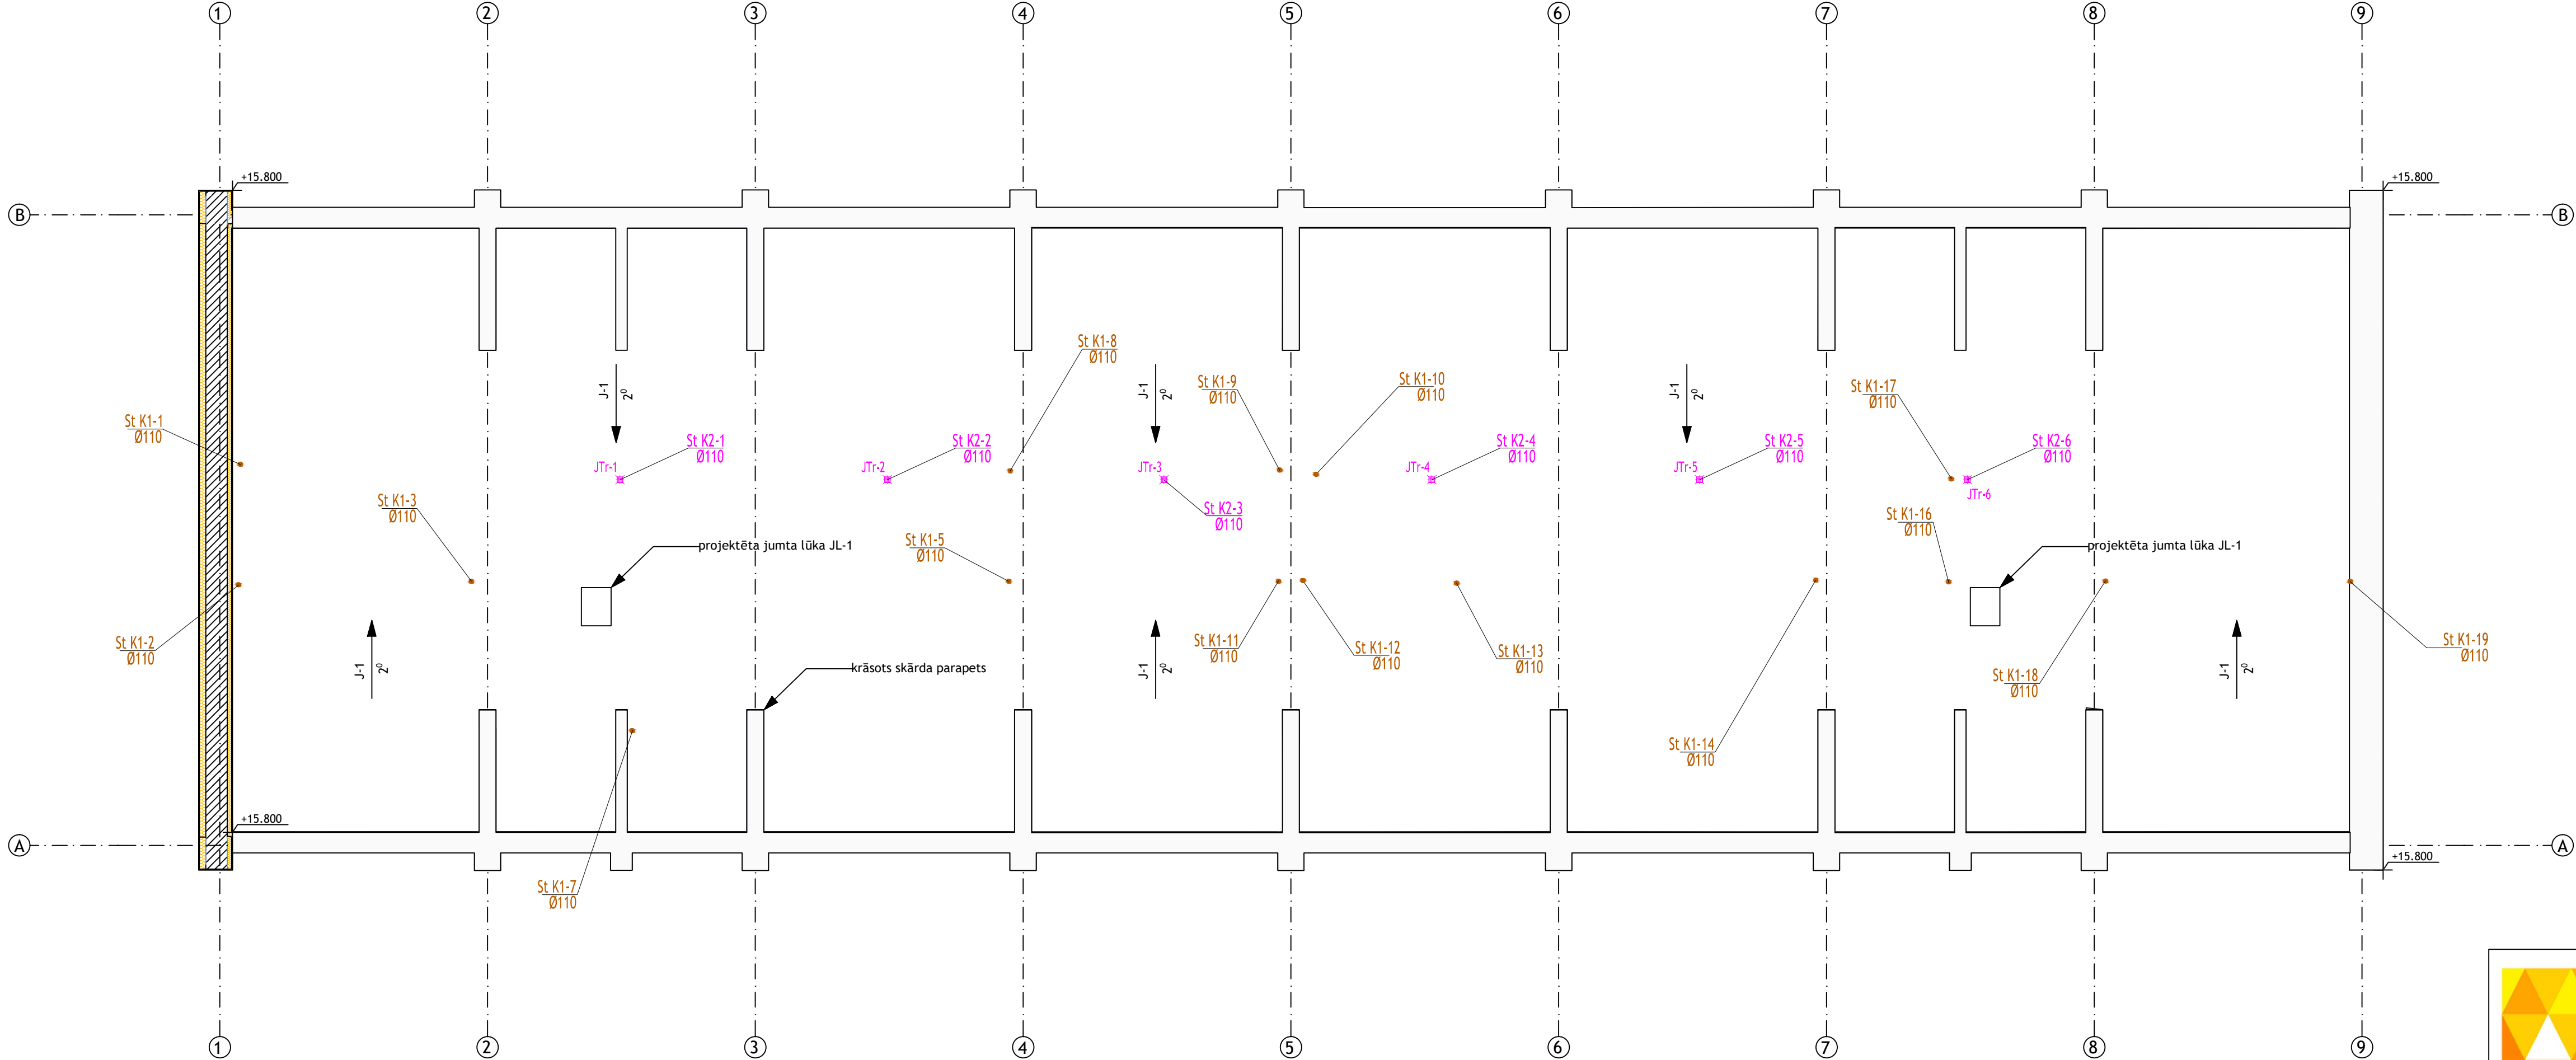 1 2 3 4 5 6 7 8 9
+15.800
+15.800
B
B
St K1-8
Ø110
St K1-9
Ø110
St K1-10
Ø110
St K1-17
Ø110
J-1
2⁰
J-1
2⁰
J-1
2⁰
St K1-1
Ø110
JTr-1
St K2-1
Ø110
JTr-2
St K2-2
Ø110
JTr-3
St K2-3
Ø110
JTr-4
St K2-4
Ø110
JTr-5
St K2-5
Ø110
St K2-6
Ø110
JTr-6
St K1-3
Ø110
St K1-5
Ø110
St K1-16
Ø110
projektēta jumta lūka JL-1
projektēta jumta lūka JL-1
St K1-2
Ø110
St K1-11
Ø110
St K1-12
Ø110
St K1-13
Ø110
St K1-19
Ø110
J-1
2⁰
krāsots skārda parapets
J-1
2⁰
St K1-18
Ø110
J-1
2⁰
St K1-14
Ø110
+15.800
A
A
+15.800
St K1-7
Ø110
1 2 3 4 5 6 7 8 9